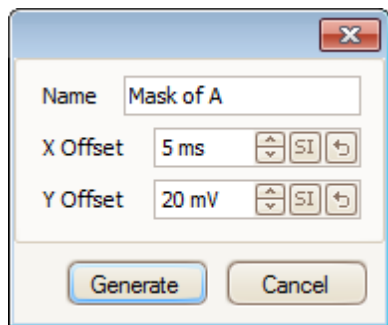 Name Mask of A
X Offset 5 ms SI
Y Offset 20 mV SI
Generate Cancel